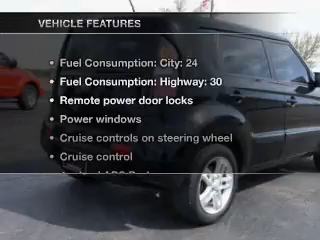 VEHICLE FEATURES
• Fuel Consumption: City: 24
• Fuel Consumption: Highway: 30
• Remote power door locks
• Power windows
• Cruise controls on steering wheel
• Cruise control